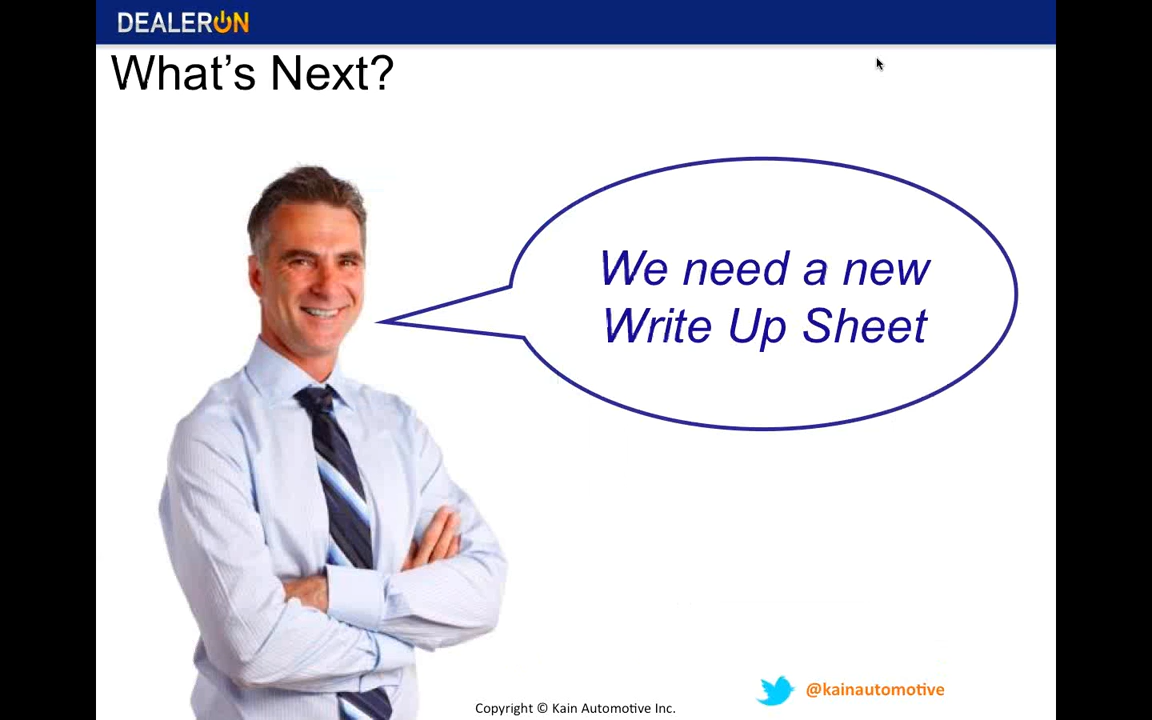 DEALERON
What's Next?
We need a new
Write Up Sheet
@kainautomotive
Copyright © Kain Automotive Inc.